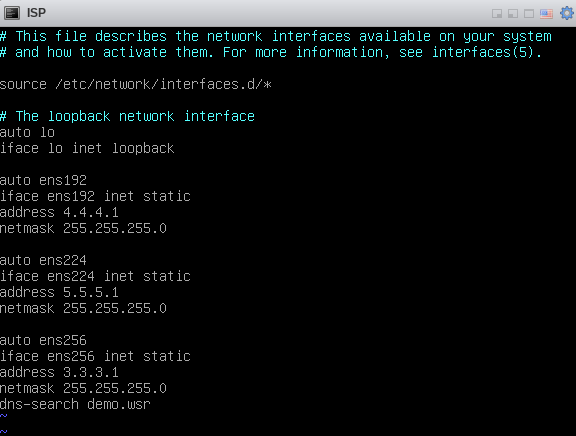 ISP
# This file describes the network interfaces available on your system
# and how to activate them. For more information, see interfaces(5).
source /etc/network/interfaces.d/*
# The loopback network interface
auto lo
iface lo inet loopback
auto ens192
iface ens192 inet static
address 4.4.4.1
netmask 255.255.255.0
auto ens224
iface ens224 inet static
address 5.5.5.1
netmask 255.255.255.0
auto ens256
iface ens256 inet static
address 3.3.3.1
netmask 255.255.255.0
dns-search demo.wsr
~
~